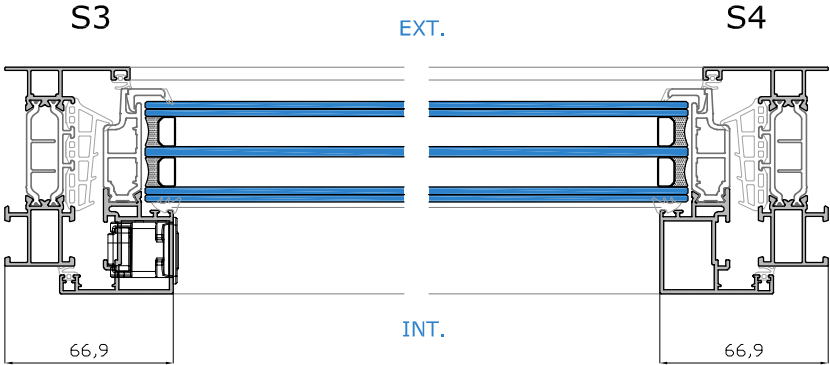 S3
S4
EXT.
INT.
66,9
66,9